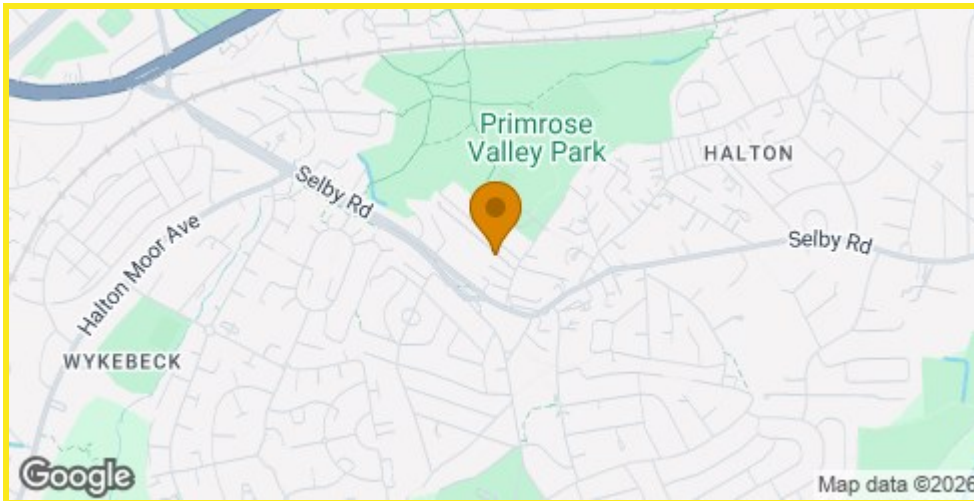 Primrose
Valley Park
HALTON
Selby Rd
Selby Rd
Halton Moor Ave
WYKEBECK
Google
Map data ©2026